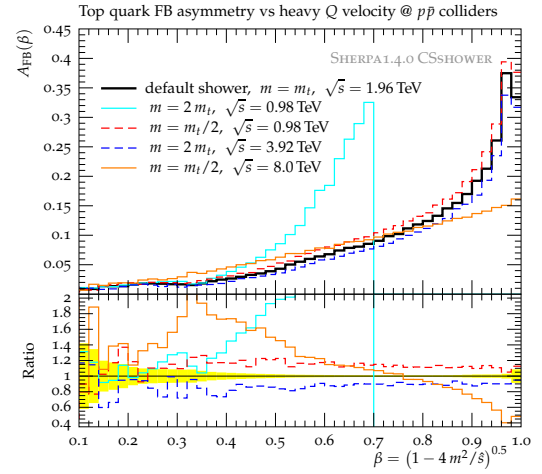 Top quark FB asymmetry vs heavy Q velocity @ pp̄ colliders
A_FB(β)
SHERPA1.4.0 CSSHOWER
default shower, m = m_t, √s = 1.96 TeV
m = 2 m_t, √s = 0.98 TeV
m = m_t/2, √s = 0.98 TeV
m = 2 m_t, √s = 3.92 TeV
m = m_t/2, √s = 8.0 TeV
0.45
0.4
0.35
0.3
0.25
0.2
0.15
0.1
0.05
Ratio
2
1.8
1.6
1.4
1.2
1
0.8
0.6
0.4
0.1 0.2 0.3 0.4 0.5 0.6 0.7 0.8 0.9 1.0
β = (1 − 4 m²/ŝ)^0.5